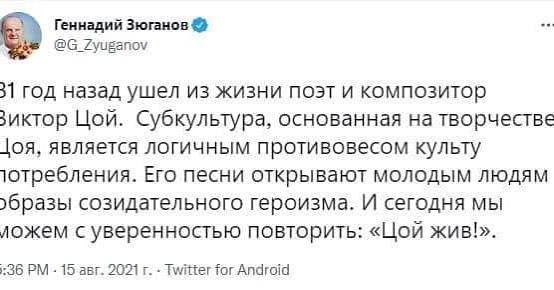 Геннадий Зюганов
@G_Zyuganov
31 год назад ушел из жизни поэт и композитор
Виктор Цой. Субкультура, основанная на творчестве
Цоя, является логичным противовесом культу
потребления. Его песни открывают молодым людям
образы созидательного героизма. И сегодня мы
можем с уверенностью повторить: «Цой жив!».
5:36 PM · 15 авг. 2021 г. · Twitter for Android